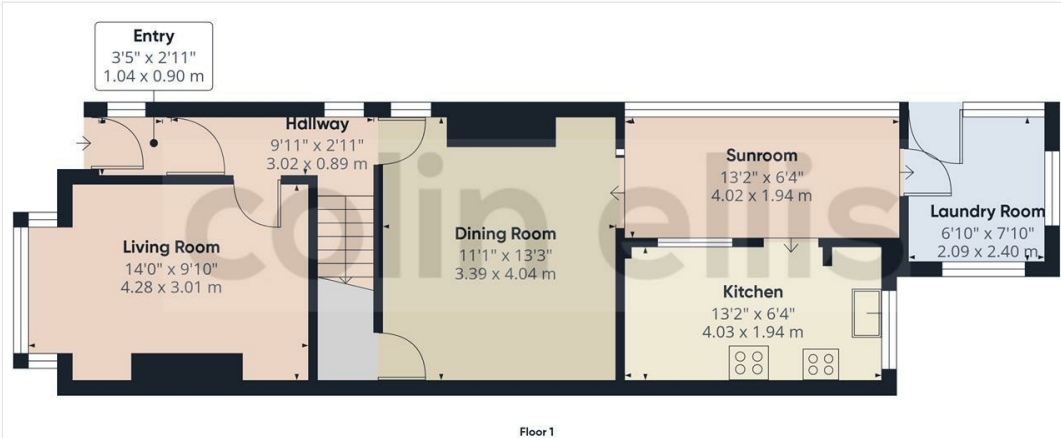 Entry
3'5" x 2'11"
1.04 x 0.90 m
Hallway
9'11" x 2'11"
3.02 x 0.89 m
Living Room
14'0" x 9'10"
4.28 x 3.01 m
Dining Room
11'1" x 13'3"
3.39 x 4.04 m
Sunroom
13'2" x 6'4"
4.02 x 1.94 m
Laundry Room
6'10" x 7'10"
2.09 x 2.40 m
Kitchen
13'2" x 6'4"
4.03 x 1.94 m
colin ellis
Floor 1